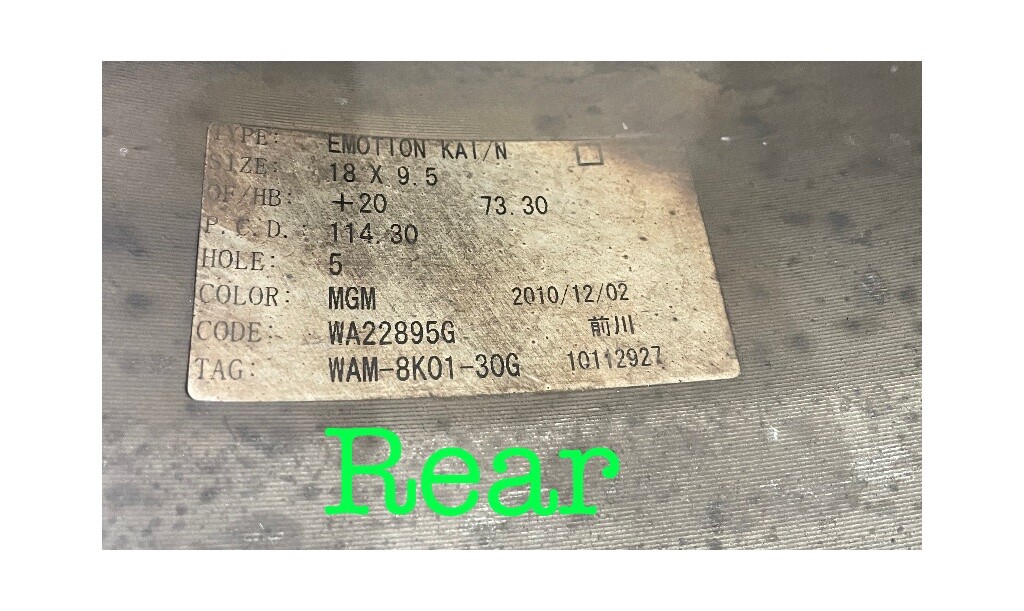 TYPE: EMOTION KAI/N
SIZE: 18 X 9.5
OF/HB: +20 73.30
P.C.D. 114.30
HOLE: 5
COLOR: MGM 2010/12/02
CODE: WA22895G 前川
TAG: WAM-8K01-30G 10112927
Rear